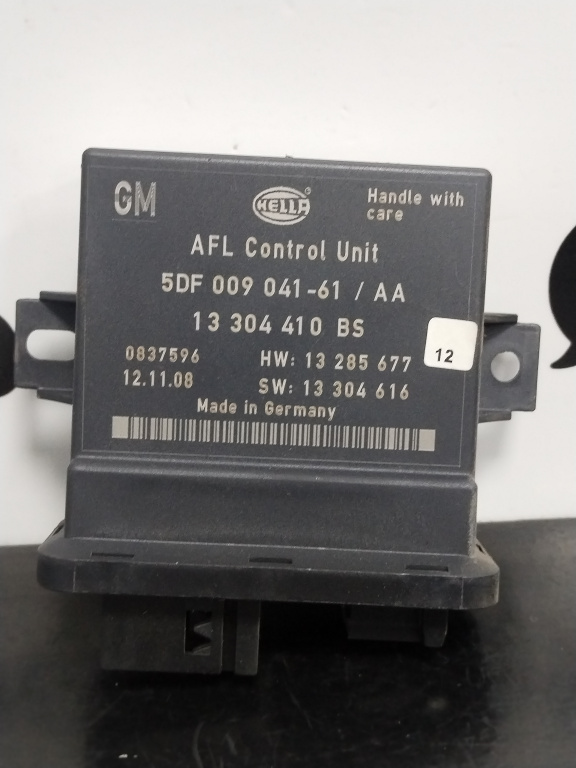 GM
HELLA ®
Handle with
care
AFL Control Unit
5DF 009 041-61 / AA
13 304 410 BS
12
0837596
HW: 13 285 677
12.11.08
SW: 13 304 616
Made in Germany